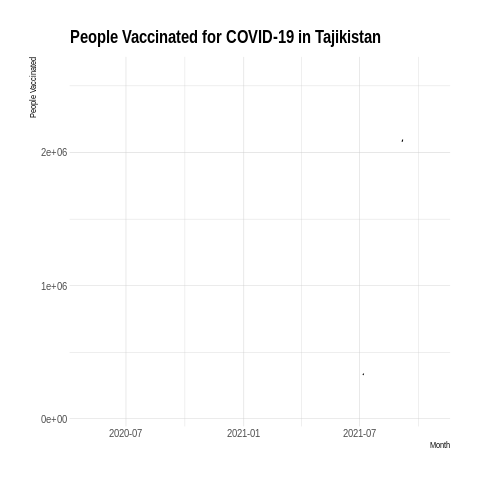 People Vaccinated for COVID-19 in Tajikistan
People Vaccinated
2e+06
1e+06
0e+00
2020-07
2021-01
2021-07
Month